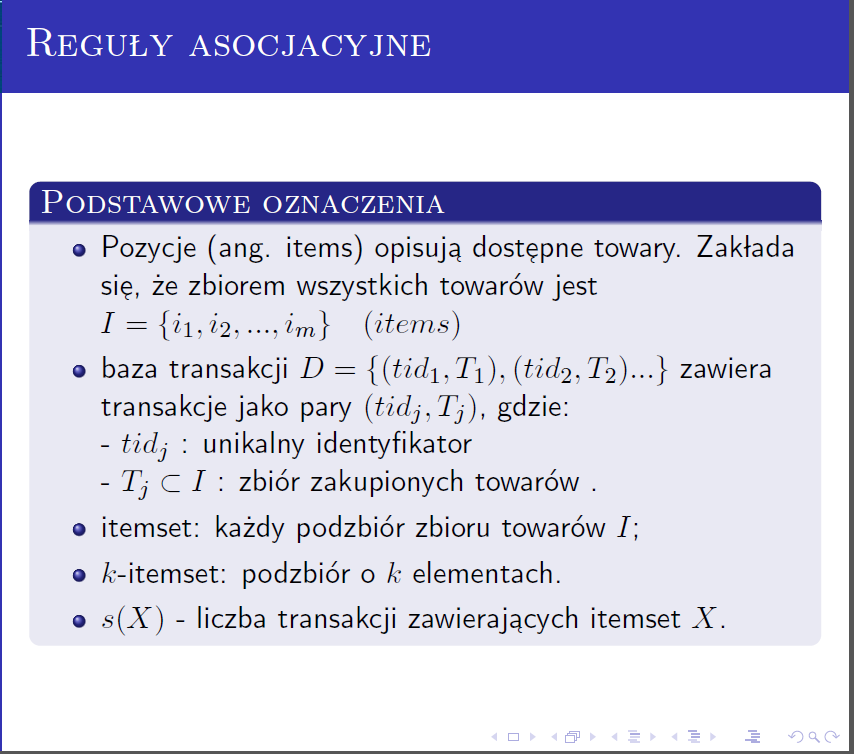 Reguły asocjacyjne
Podstawowe oznaczenia
Pozycje (ang. items) opisują dostępne towary. Zakłada
się, że zbiorem wszystkich towarów jest
I = {i₁, i₂, ..., iₘ} (items)
baza transakcji D = {(tid₁, T₁), (tid₂, T₂)...} zawiera
transakcje jako pary (tidⱼ, Tⱼ), gdzie:
- tidⱼ : unikalny identyfikator
- Tⱼ ⊂ I : zbiór zakupionych towarów .
itemset: każdy podzbiór zbioru towarów I;
k-itemset: podzbiór o k elementach.
s(X) - liczba transakcji zawierających itemset X.